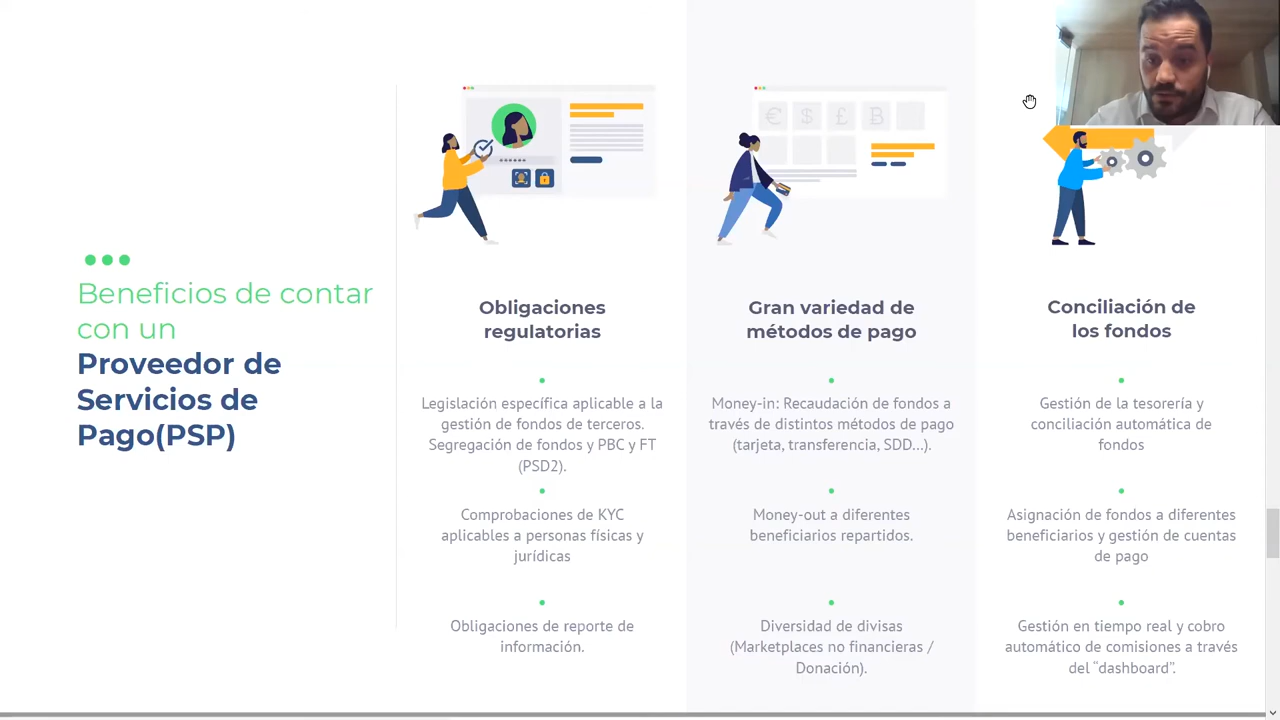 Beneficios de contar
con un
Proveedor de
Servicios de
Pago(PSP)
Obligaciones
regulatorias
Legislación específica aplicable a la
gestión de fondos de terceros.
Segregación de fondos y PBC y FT
(PSD2).
Comprobaciones de KYC
aplicables a personas físicas y
jurídicas
Obligaciones de reporte de
información.
€ $ £ B
Gran variedad de
métodos de pago
Money-in: Recaudación de fondos a
través de distintos métodos de pago
(tarjeta, transferencia, SDD...).
Money-out a diferentes
beneficiarios repartidos.
Diversidad de divisas
(Marketplaces no financieras /
Donación).
Conciliación de
los fondos
Gestión de la tesorería y
conciliación automática de
fondos
Asignación de fondos a diferentes
beneficiarios y gestión de cuentas
de pago
Gestión en tiempo real y cobro
automático de comisiones a través
del “dashboard”.